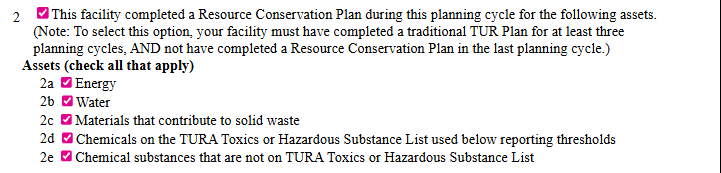 2 This facility completed a Resource Conservation Plan during this planning cycle for the following assets.
(Note: To select this option, your facility must have completed a traditional TUR Plan for at least three
planning cycles, AND not have completed a Resource Conservation Plan in the last planning cycle.)
Assets (check all that apply)
2a Energy
2b Water
2c Materials that contribute to solid waste
2d Chemicals on the TURA Toxics or Hazardous Substance List used below reporting thresholds
2e Chemical substances that are not on TURA Toxics or Hazardous Substance List